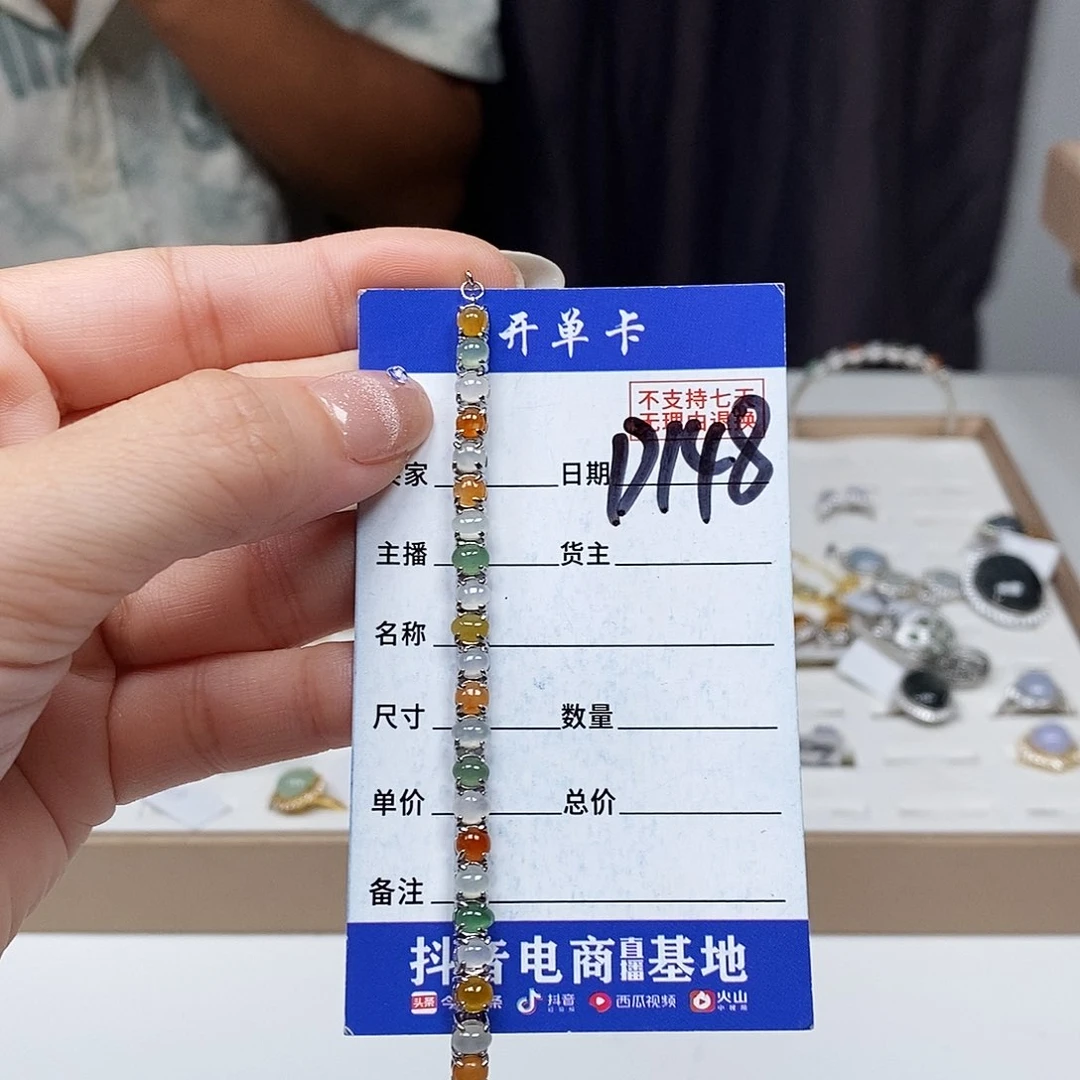 开单卡
不支持七天
无理由退换
D148
家 日期
主播 货主
名称
尺寸 数量
单价 总价
备注
抖音电商直播基地
头条 今 条 抖音 西瓜视频 火山